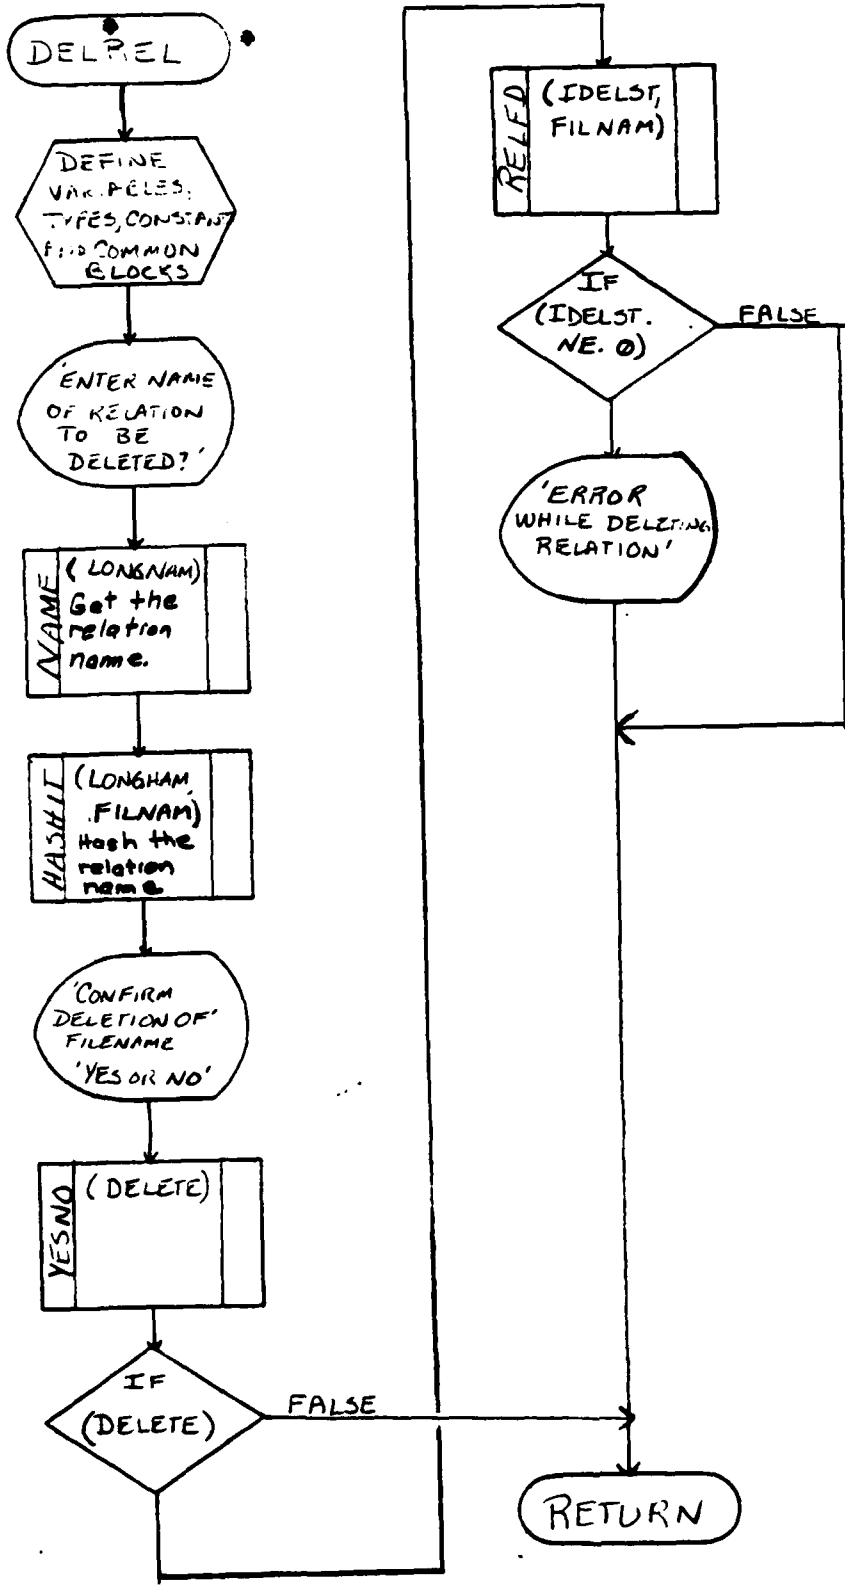 DELREL
DEFINE
VARIABLES,
TYPES, CONSTANT
AND COMMON
BLOCKS
'ENTER NAME
OF RELATION
TO BE
DELETED?'
NAME
(LONGNAM)
Get the
relation
name.
HASHIT
(LONGHAM,
FILNAM)
Hash the
relation
name
'CONFIRM
DELETION OF'
FILENAME
'YES OR NO'
YESNO
(DELETE)
IF
(DELETE)
FALSE
RELFD
(IDELST,
FILNAM)
IF
(IDELST.
NE. 0)
FALSE
'ERROR
WHILE DELETING
RELATION'
RETURN